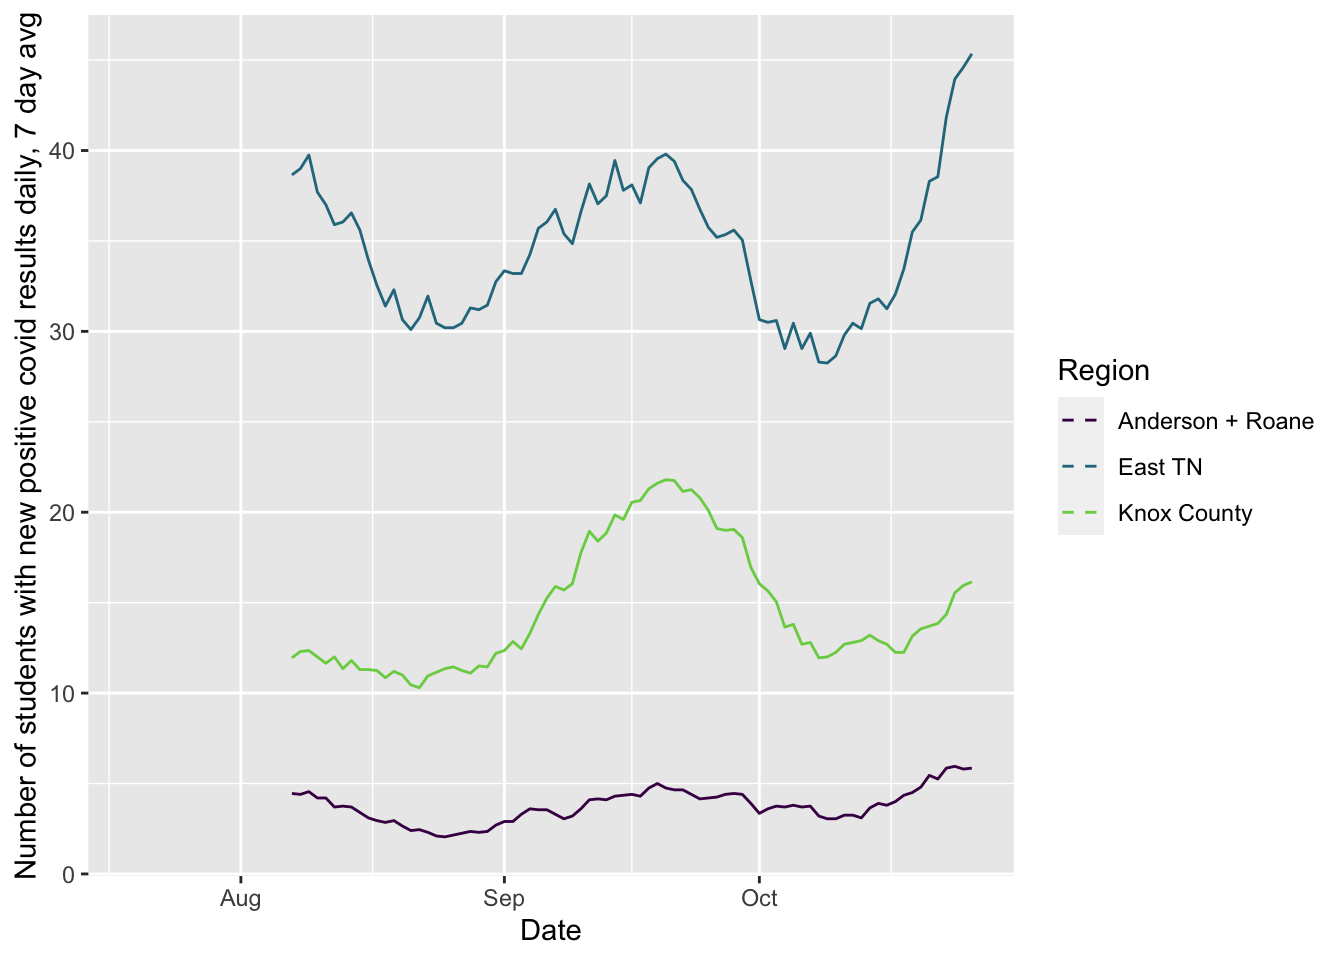 Number of students with new positive covid results daily, 7 day avg
40
30
20
10
0
Aug
Sep
Oct
Date
Region
Anderson + Roane
East TN
Knox County